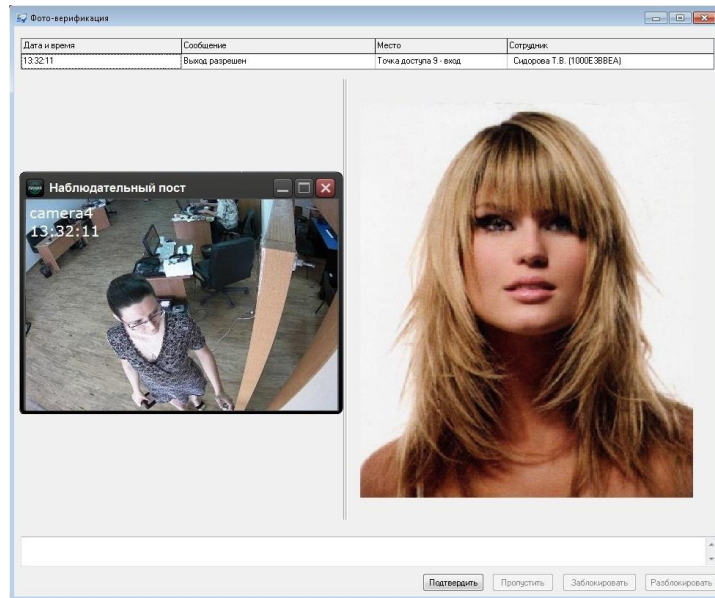 Фото-верификация
Дата и время Сообщение Место Сотрудник
13:32:11 Выход разрешен Точка доступа 9 - вход Сидорова Т.В. (1000E3BBEA)
Наблюдательный пост
camera4
13:32:11
Подтвердить Пропустить Заблокировать Разблокировать